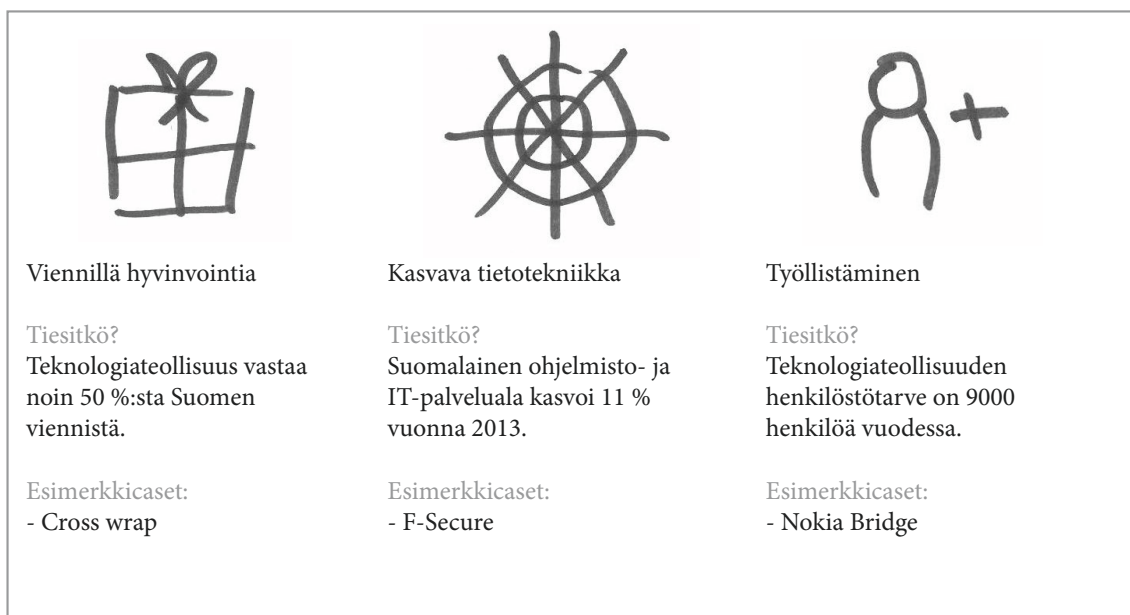 Viennillä hyvinvointia
Tiesitkö?
Teknologiateollisuus vastaa
noin 50 %:sta Suomen
viennistä.
Esimerkkicaset:
- Cross wrap
Kasvava tietotekniikka
Tiesitkö?
Suomalainen ohjelmisto- ja
IT-palveluala kasvoi 11 %
vuonna 2013.
Esimerkkicaset:
- F-Secure
Työllistäminen
Tiesitkö?
Teknologiateollisuuden
henkilöstötarve on 9000
henkilöä vuodessa.
Esimerkkicaset:
- Nokia Bridge